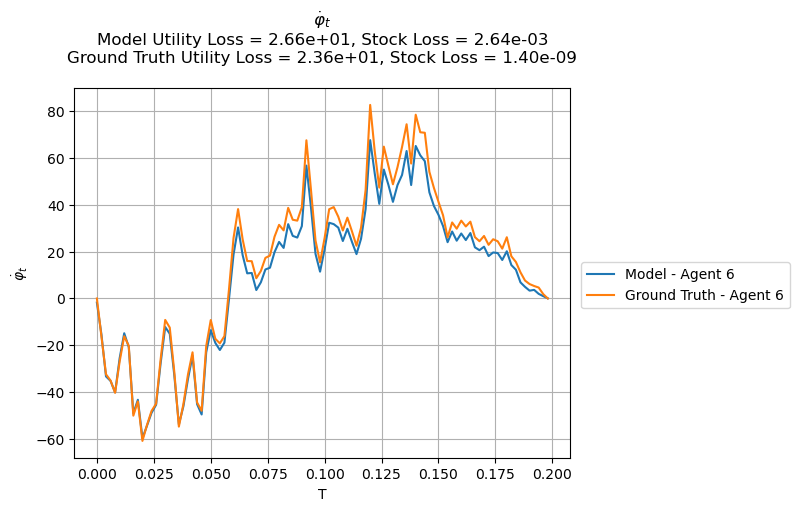 φ̇ₜ
Model Utility Loss = 2.66e+01, Stock Loss = 2.64e-03
Ground Truth Utility Loss = 2.36e+01, Stock Loss = 1.40e-09
80
60
40
20
0
−20
−40
−60
φ̇ₜ
0.000 0.025 0.050 0.075 0.100 0.125 0.150 0.175 0.200
T
Model - Agent 6
Ground Truth - Agent 6